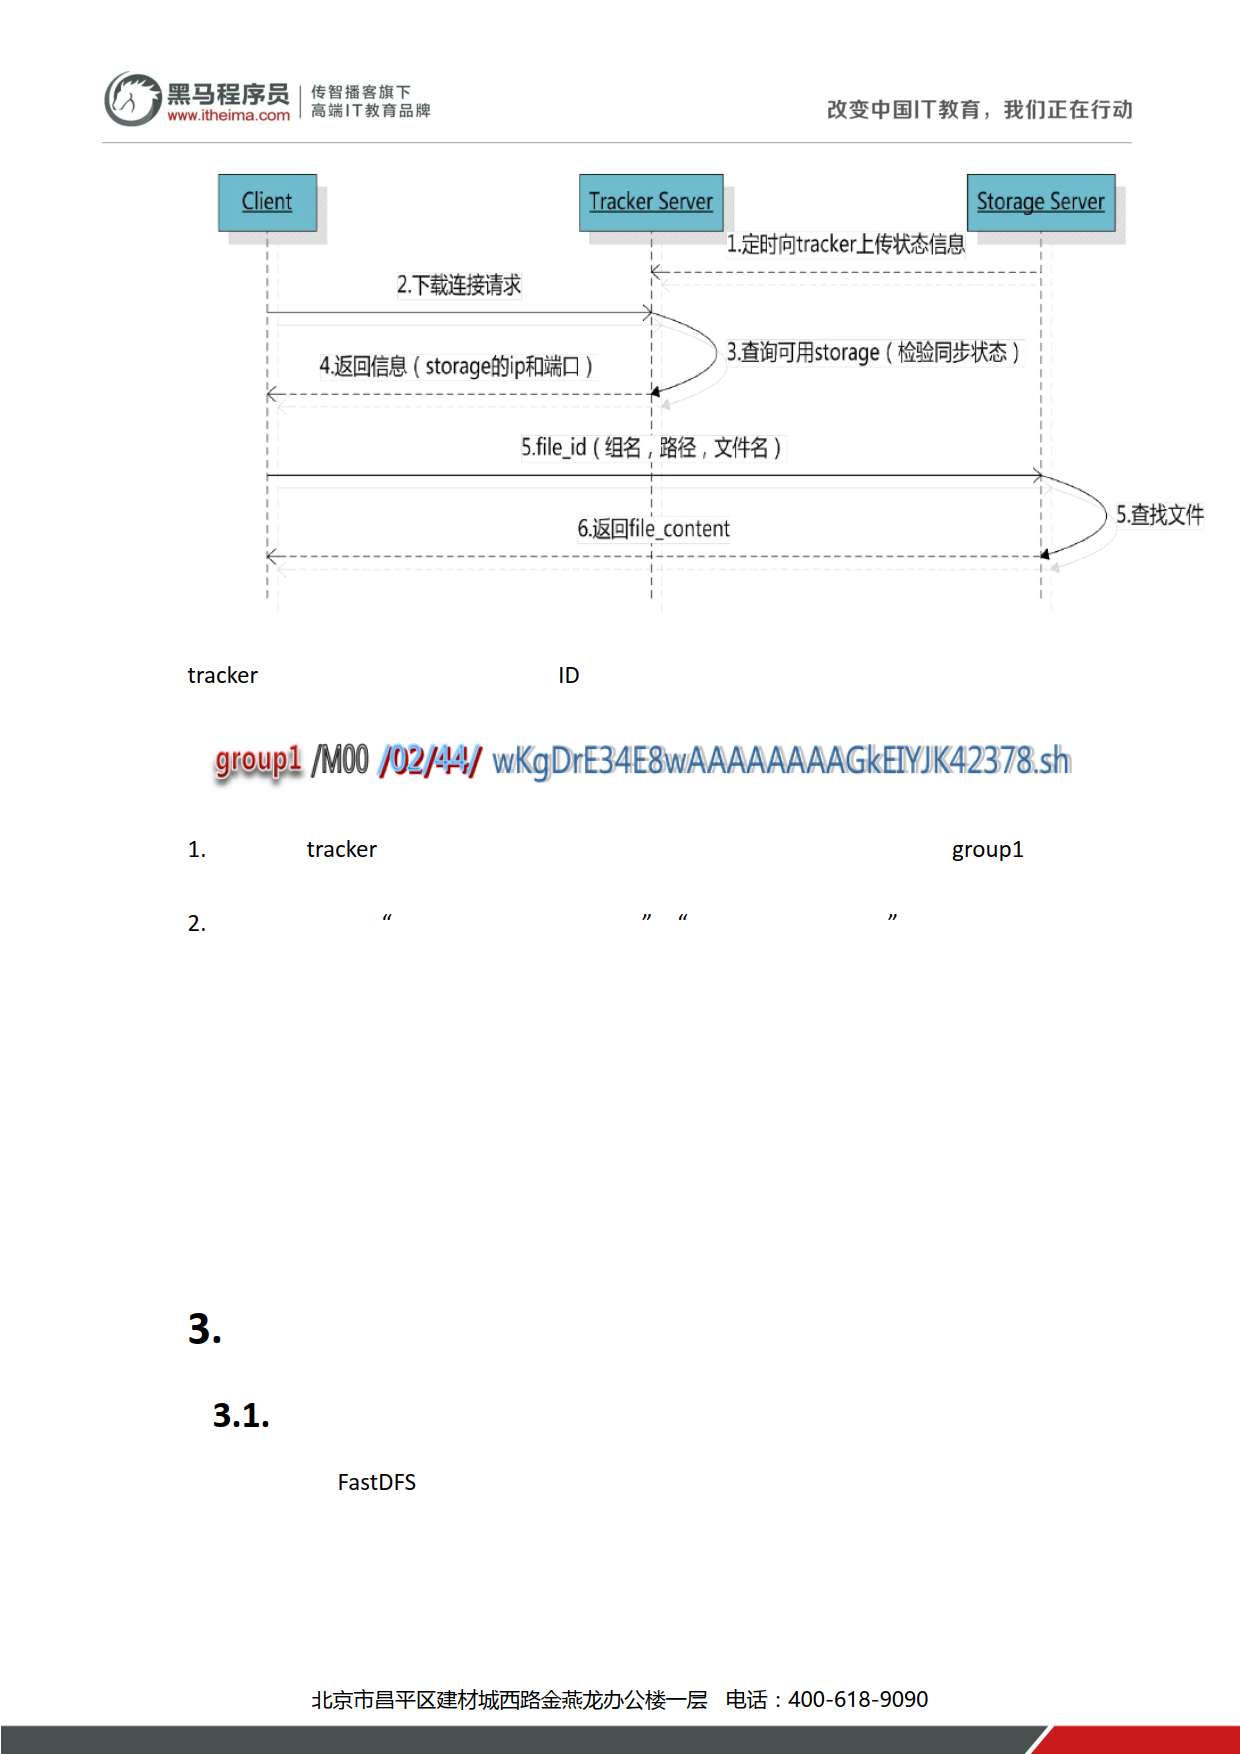 黑马程序员
www.itheima.com
传智播客旗下
高端IT教育品牌
改变中国IT教育，我们正在行动
Client
Tracker Server
Storage Server
1.定时向tracker上传状态信息
2.下载连接请求
3.查询可用storage（检验同步状态）
4.返回信息（storage的ip和端口）
5.file_id（组名，路径，文件名）
5.查找文件
6.返回file_content
tracker ID
group1 /M00 /02/44/ wKgDrE34E8wAAAAAAAAGkEIYJK42378.sh
1. tracker group1
2. “ ” “ ”
3.
3.1.
FastDFS
北京市昌平区建材城西路金燕龙办公楼一层 电话：400-618-9090